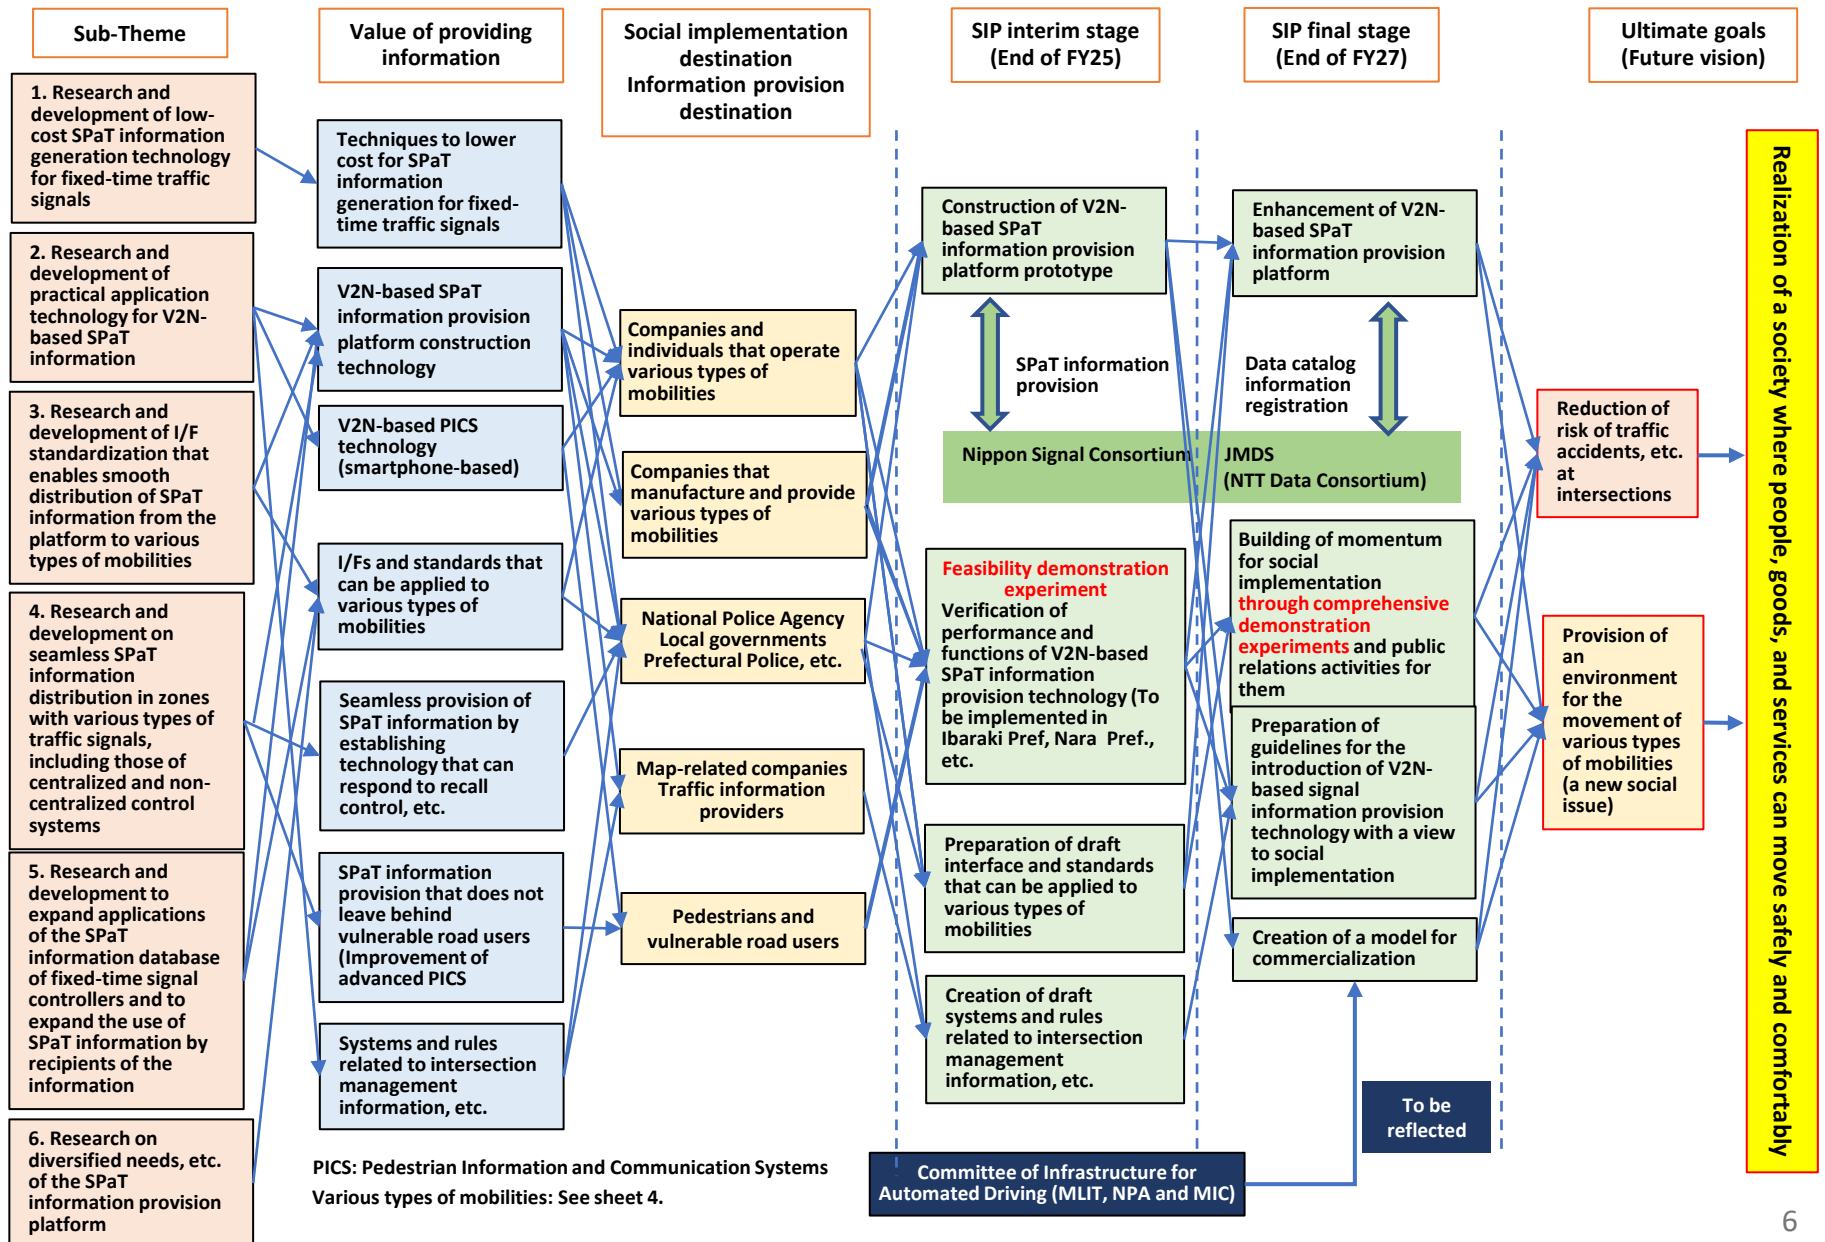 Sub-Theme
Value of providing
information
Social implementation
destination
Information provision
destination
SIP interim stage
(End of FY25)
SIP final stage
(End of FY27)
Ultimate goals
(Future vision)
1. Research and
development of low-
cost SPaT information
generation technology
for fixed-time traffic
signals
2. Research and
development of
practical application
technology for V2N-
based SPaT
information
3. Research and
development of I/F
standardization that
enables smooth
distribution of SPaT
information from the
platform to various
types of mobilities
4. Research and
development on
seamless SPaT
information
distribution in zones
with various types of
traffic signals,
including those of
centralized and non-
centralized control
systems
5. Research and
development to
expand applications
of the SPaT
information database
of fixed-time signal
controllers and to
expand the use of
SPaT information by
recipients of the
information
6. Research on
diversified needs, etc.
of the SPaT
information provision
platform
Techniques to lower
cost for SPaT
information
generation for fixed-
time traffic signals
V2N-based SPaT
information provision
platform construction
technology
V2N-based PICS
technology
(smartphone-based)
I/Fs and standards that
can be applied to
various types of
mobilities
Seamless provision of
SPaT information by
establishing
technology that can
respond to recall
control, etc.
SPaT information
provision that does not
leave behind
vulnerable road users
(Improvement of
advanced PICS
Systems and rules
related to intersection
management
information, etc.
Companies and
individuals that operate
various types of
mobilities
Companies that
manufacture and provide
various types of
mobilities
National Police Agency
Local governments
Prefectural Police, etc.
Map-related companies
Traffic information
providers
Pedestrians and
vulnerable road users
Construction of V2N-
based SPaT
information provision
platform prototype
SPaT information
provision
Nippon Signal Consortium
Feasibility demonstration
experiment
Verification of
performance and
functions of V2N-based
SPaT information
provision technology (To
be implemented in
Ibaraki Pref, Nara Pref.,
etc.
Preparation of draft
interface and standards
that can be applied to
various types of
mobilities
Creation of draft
systems and rules
related to intersection
management
information, etc.
Enhancement of V2N-
based SPaT
information provision
platform
Data catalog
information
registration
JMDS
(NTT Data Consortium)
Building of momentum
for social
implementation
through comprehensive
demonstration
experiments and public
relations activities for
them
Preparation of
guidelines for the
introduction of V2N-
based signal
information provision
technology with a view
to social
implementation
Creation of a model for
commercialization
To be
reflected
Committee of Infrastructure for
Automated Driving (MLIT, NPA and MIC)
Reduction of
risk of traffic
accidents, etc.
at
intersections
Provision of
an
environment
for the
movement of
various types
of mobilities
(a new social
issue)
Realization of a society where people, goods, and services can move safely and comfortably
PICS: Pedestrian Information and Communication Systems
Various types of mobilities: See sheet 4.
6